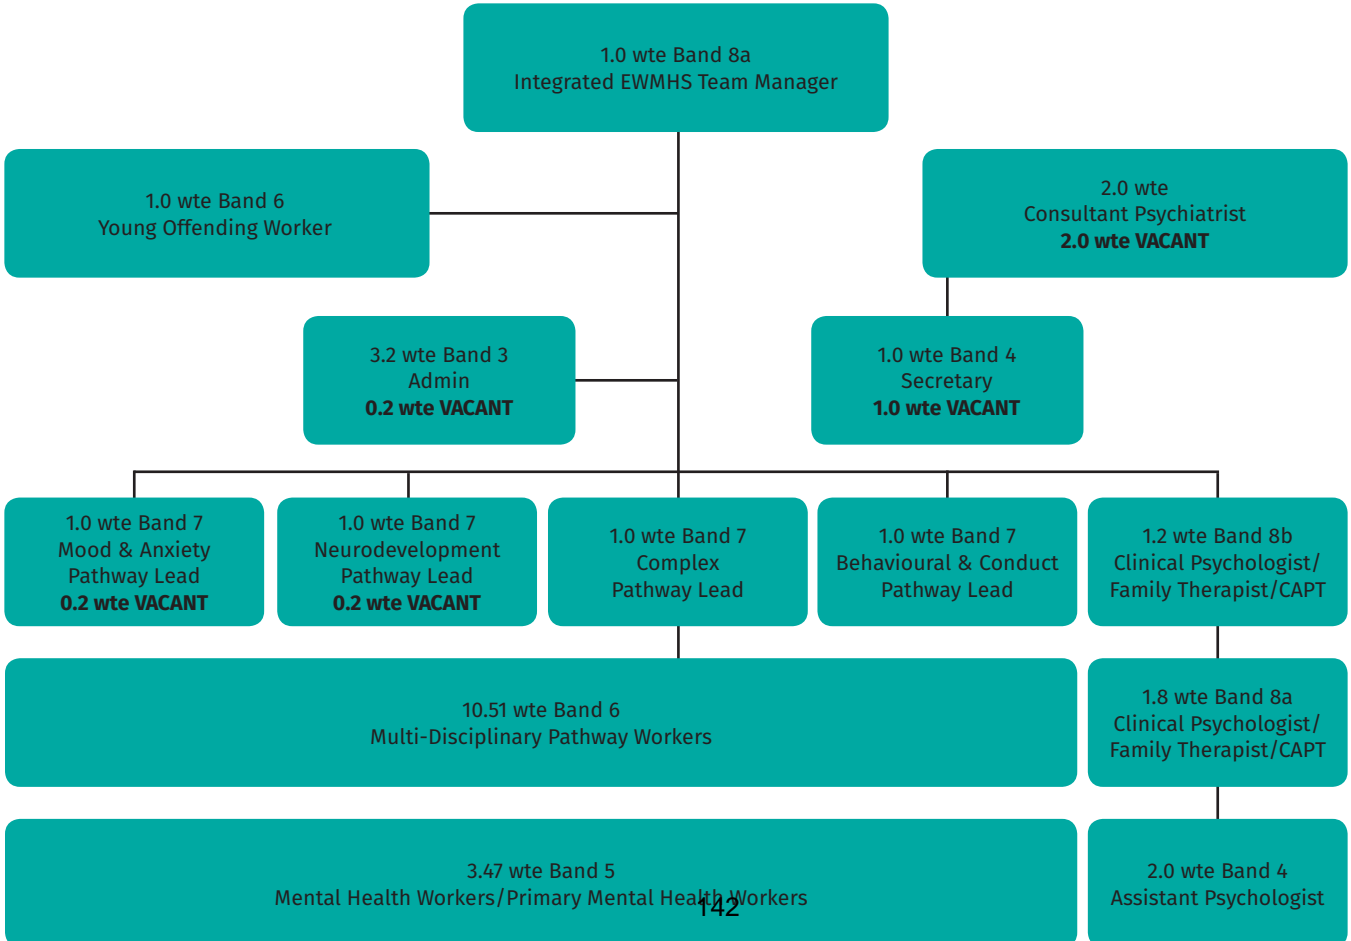 1.0 wte Band 8a
Integrated EWMHS Team Manager
1.0 wte Band 6
Young Offending Worker
2.0 wte
Consultant Psychiatrist
2.0 wte VACANT
3.2 wte Band 3
Admin
0.2 wte VACANT
1.0 wte Band 4
Secretary
1.0 wte VACANT
1.0 wte Band 7
Mood & Anxiety
Pathway Lead
0.2 wte VACANT
1.0 wte Band 7
Neurodevelopment
Pathway Lead
0.2 wte VACANT
1.0 wte Band 7
Complex
Pathway Lead
1.0 wte Band 7
Behavioural & Conduct
Pathway Lead
1.2 wte Band 8b
Clinical Psychologist/
Family Therapist/CAPT
10.51 wte Band 6
Multi-Disciplinary Pathway Workers
1.8 wte Band 8a
Clinical Psychologist/
Family Therapist/CAPT
3.47 wte Band 5
Mental Health Workers/Primary Mental Health Workers
2.0 wte Band 4
Assistant Psychologist
142